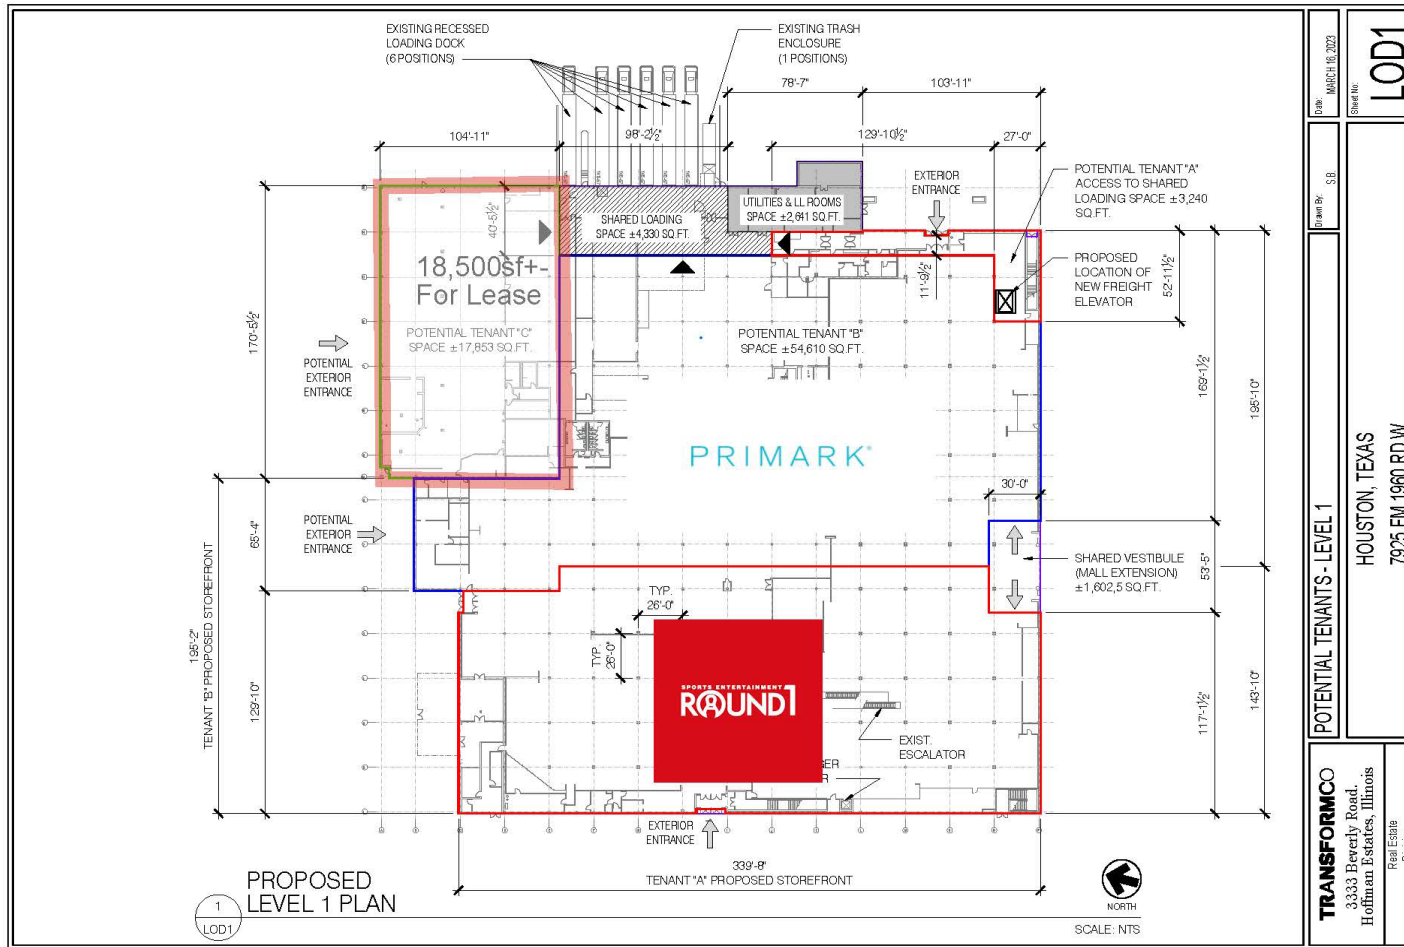 EXISTING RECESSED
LOADING DOCK
(6 POSITIONS)
EXISTING TRASH
ENCLOSURE
(1 POSITIONS)
78'-7"
103'-11"
104'-11"
98'-2½"
129'-10½"
27'-0"
EXTERIOR
ENTRANCE
POTENTIAL TENANT "A"
ACCESS TO SHARED
LOADING SPACE ±3,240
SQ.FT.
UTILITIES & LL ROOMS
SPACE ±2,641 SQ.FT.
SHARED LOADING
SPACE ±4,330 SQ.FT.
40'-5½"
18,500sf+-
For Lease
POTENTIAL TENANT "C"
SPACE ±17,853 SQ.FT.
11'-9½"
PROPOSED
LOCATION OF
NEW FREIGHT
ELEVATOR
52'-11½"
POTENTIAL TENANT "B"
SPACE ±54,610 SQ.FT.
170'-5½"
POTENTIAL
EXTERIOR
ENTRANCE
169'-1½"
195'-10"
PRIMARK
30'-0"
POTENTIAL
EXTERIOR
ENTRANCE
65'-4"
SHARED VESTIBULE
(MALL EXTENSION)
±1,602,5 SQ.FT.
53'-5"
TYP.
26'-0"
TYP.
26'-0"
195'-2"
TENANT "B" PROPOSED STOREFRONT
129'-10"
SPORTS ENTERTAINMENT
ROUND1
EXIST.
ESCALATOR
117'-1½"
143'-10"
EXTERIOR
ENTRANCE
339'-8"
TENANT "A" PROPOSED STOREFRONT
1
LOD1
PROPOSED
LEVEL 1 PLAN
NORTH
SCALE: NTS
Date:
MARCH 16, 2023
Sheet No:
LOD1
Drawn By:
S.B.
POTENTIAL TENANTS - LEVEL 1
HOUSTON, TEXAS
7925 FM 1960 RD W
TRANSFORMCO
3333 Beverly Road.
Hoffman Estates, Illinois
Real Estate